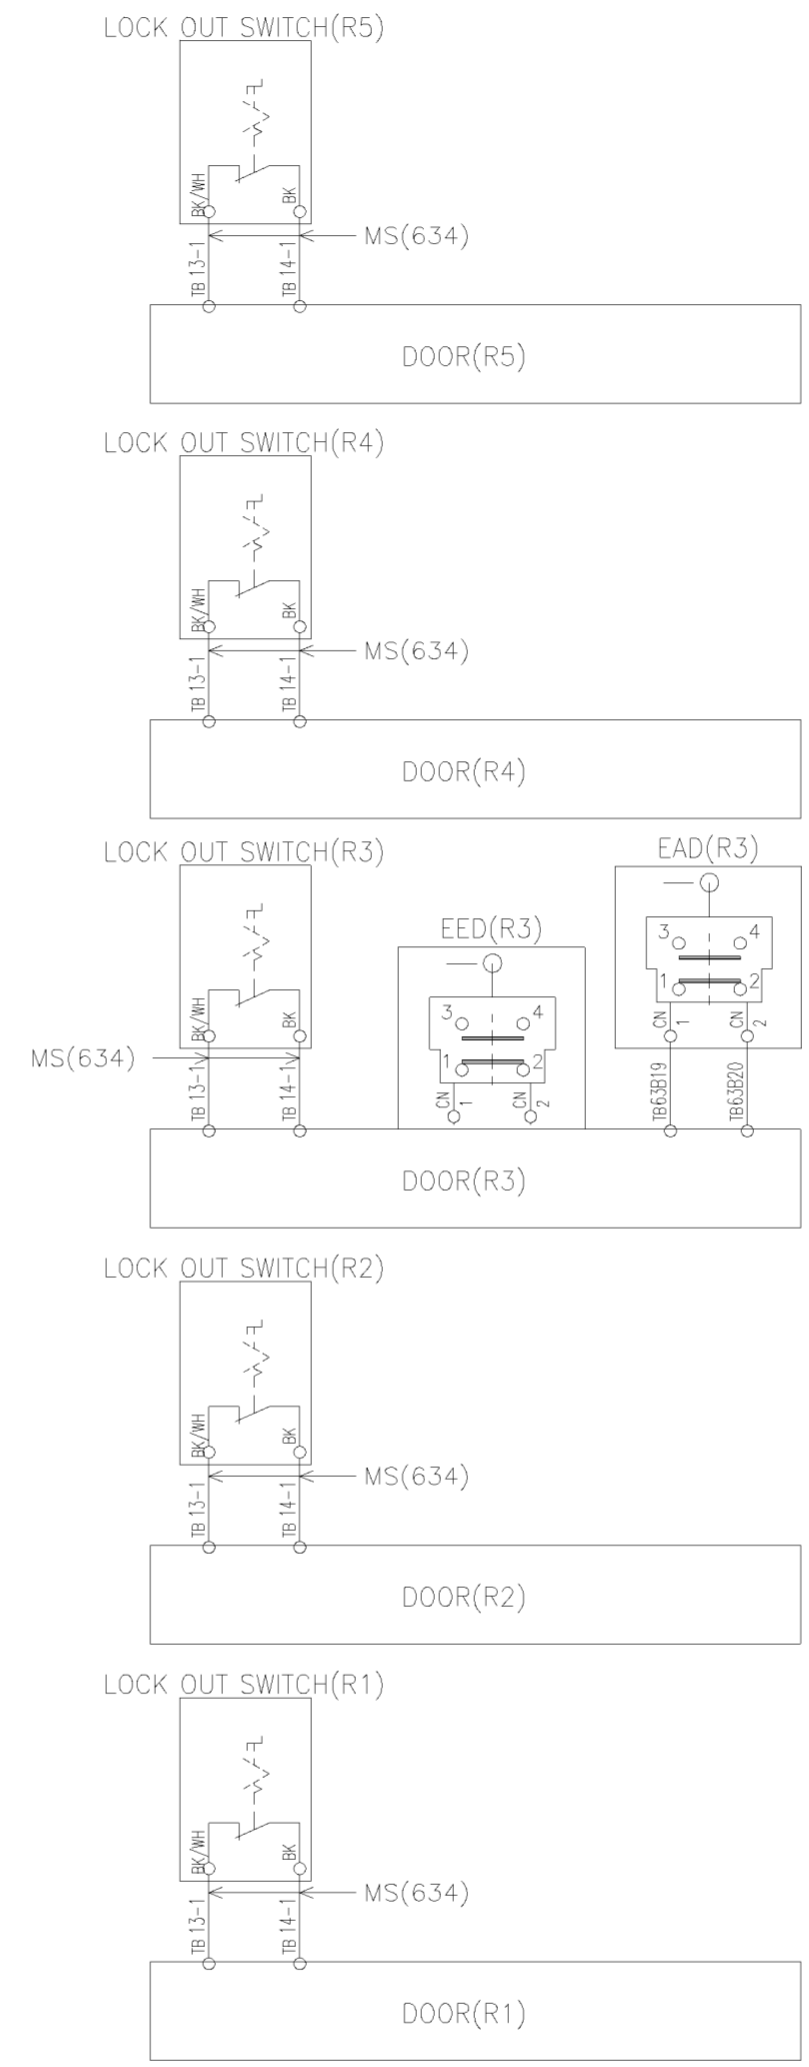 LOCK OUT SWITCH(R5)
BK/WH
BK
MS(634)
TB 13-1
TB 14-1
DOOR(R5)
LOCK OUT SWITCH(R4)
BK/WH
BK
MS(634)
TB 13-1
TB 14-1
DOOR(R4)
LOCK OUT SWITCH(R3)
EAD(R3)
EED(R3)
3
4
1
2
3
4
1
2
BK/WH
BK
CN
1
CN
2
MS(634)
TB 13-1
TB 14-1
CN
1
CN
2
TB63B19
TB63B20
DOOR(R3)
LOCK OUT SWITCH(R2)
BK/WH
BK
MS(634)
TB 13-1
TB 14-1
DOOR(R2)
LOCK OUT SWITCH(R1)
BK/WH
BK
MS(634)
TB 13-1
TB 14-1
DOOR(R1)